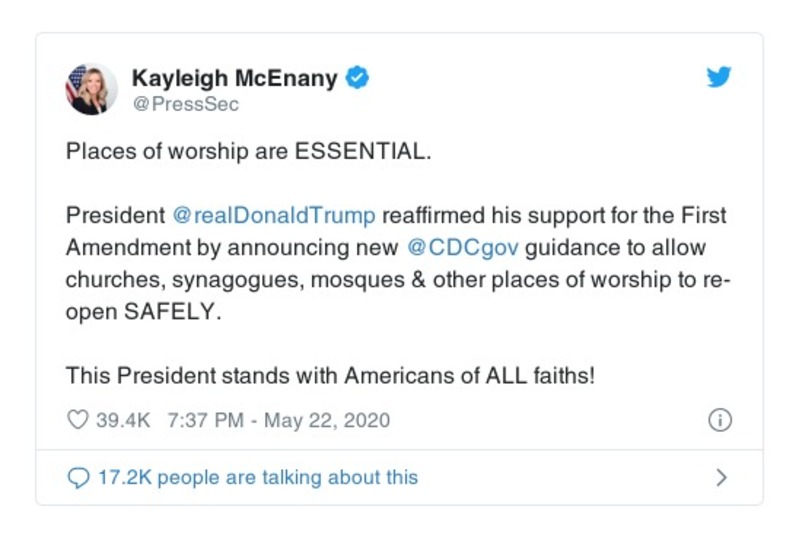 Kayleigh McEnany
@PressSec
Places of worship are ESSENTIAL.
President @realDonaldTrump reaffirmed his support for the First
Amendment by announcing new @CDCgov guidance to allow
churches, synagogues, mosques & other places of worship to re-
open SAFELY.
This President stands with Americans of ALL faiths!
39.4K 7:37 PM - May 22, 2020
17.2K people are talking about this